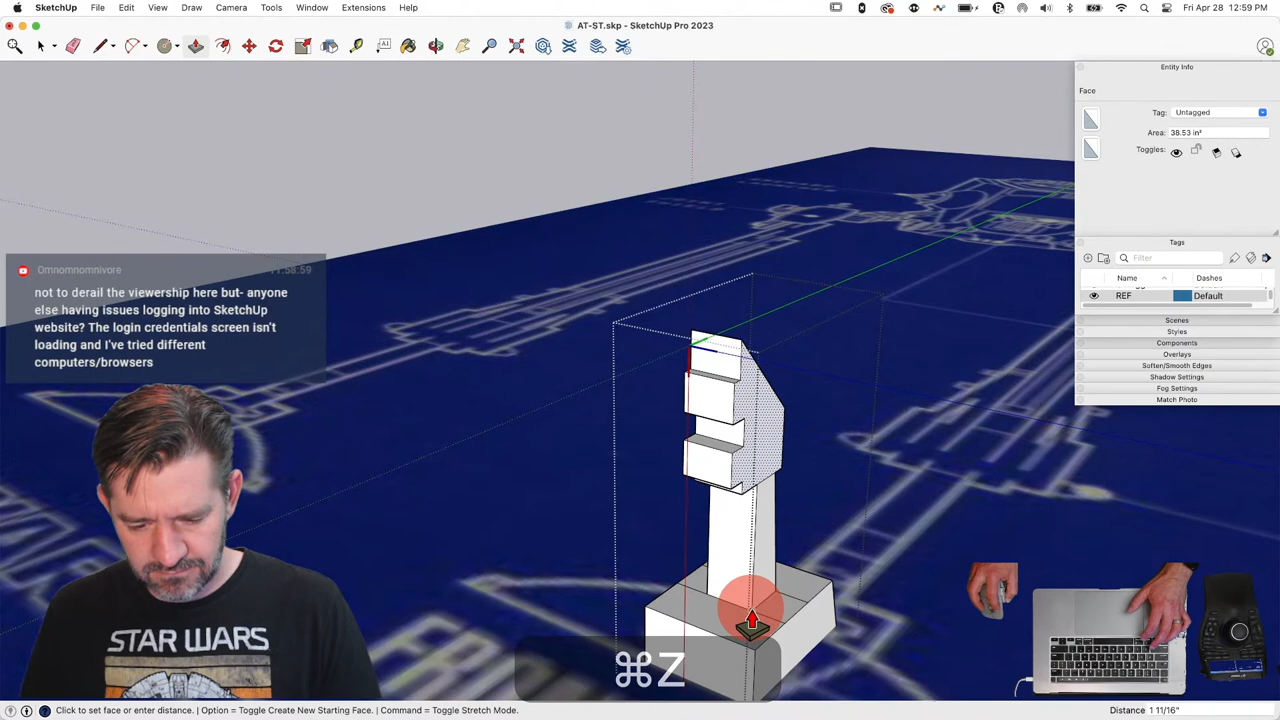 SketchUp File Edit View Draw Camera Tools Window Extensions Help
Fri Apr 28 12:59 PM
AT-ST.skp - SketchUp Pro 2023
Entity Info
Face
Tag: Untagged
Area: 38.53 in²
Toggles:
Tags
Filter
Name Dashes
REF Default
Scenes
Styles
Components
Overlays
Soften/Smooth Edges
Shadow Settings
Fog Settings
Match Photo
Omnomnomnivore 11:58:59
not to derail the viewership here but- anyone
else having issues logging into SketchUp
website? The login credentials screen isn't
loading and I've tried different
computers/browsers
STAR WARS
⌘Z
Click to set face or enter distance. | Option = Toggle Create New Starting Face. | Command = Toggle Stretch Mode.
Distance 1 11/16"